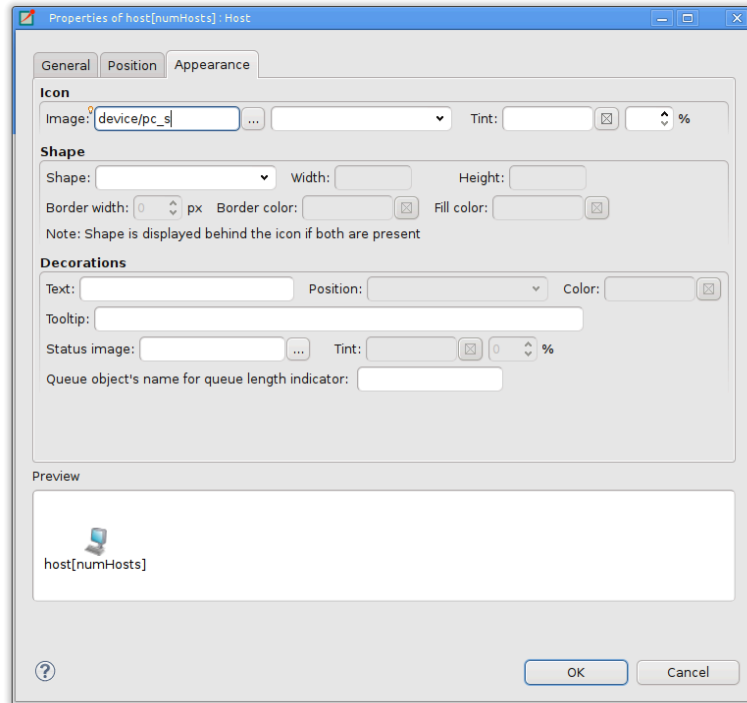 Properties of host[numHosts] : Host
General Position Appearance
Icon
Image: device/pc_s ... Tint: %
Shape
Shape: Width: Height:
Border width: 0 px Border color: Fill color:
Note: Shape is displayed behind the icon if both are present
Decorations
Text: Position: Color:
Tooltip:
Status image: ... Tint: 0 %
Queue object's name for queue length indicator:
Preview
host[numHosts]
? OK Cancel